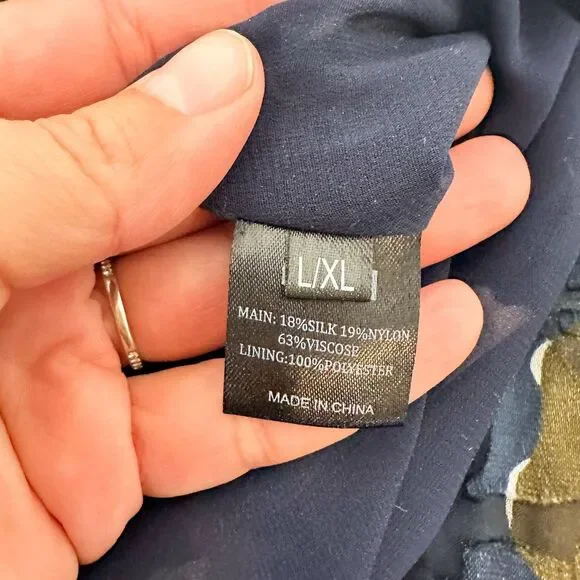 L/XL
MAIN: 18%SILK 19%NYLON
63%VISCOSE
LINING:100%POLYESTER
MADE IN CHINA